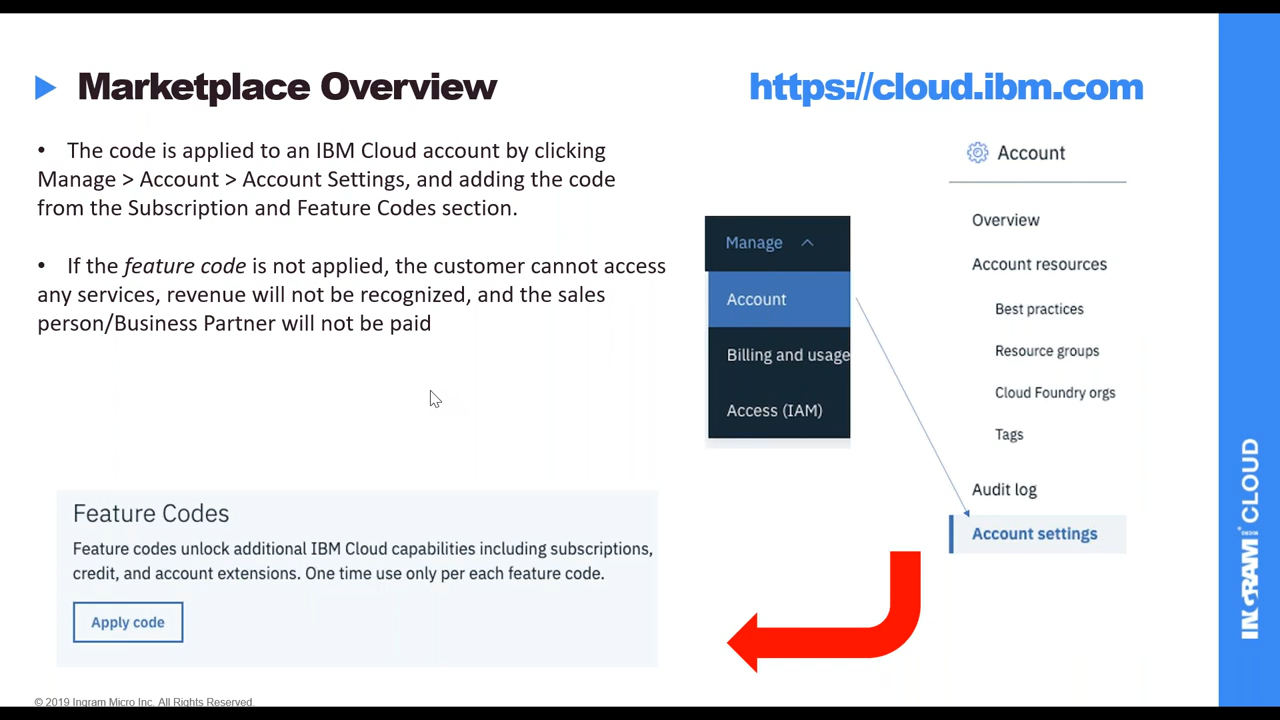 Marketplace Overview
https://cloud.ibm.com
• The code is applied to an IBM Cloud account by clicking
Manage > Account > Account Settings, and adding the code
from the Subscription and Feature Codes section.
• If the feature code is not applied, the customer cannot access
any services, revenue will not be recognized, and the sales
person/Business Partner will not be paid
Manage
Account
Billing and usage
Access (IAM)
Account
Overview
Account resources
Best practices
Resource groups
Cloud Foundry orgs
Tags
Audit log
Account settings
Feature Codes
Feature codes unlock additional IBM Cloud capabilities including subscriptions,
credit, and account extensions. One time use only per each feature code.
Apply code
INGRAM CLOUD
© 2019 Ingram Micro Inc. All Rights Reserved.